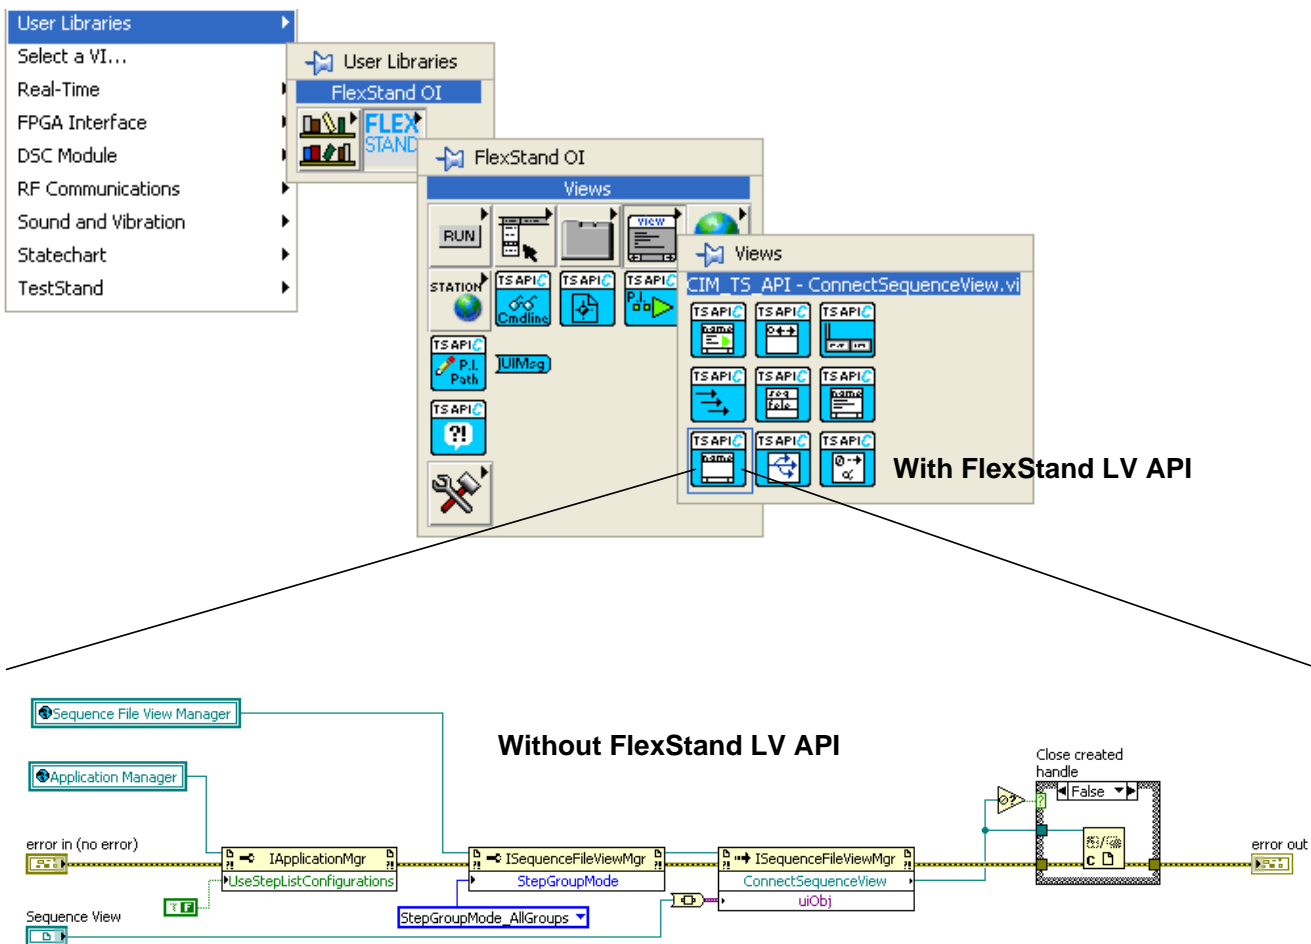 User Libraries
Select a VI...
Real-Time
FPGA Interface
DSC Module
RF Communications
Sound and Vibration
Statechart
TestStand
User Libraries
FlexStand OI
FLEX
STAND
FlexStand OI
Views
RUN
view
STATION
TS API C
Cmdline
TS API C
TS API
P.I.
TS API C
P.I.
Path
UIMsg
TS API C
?!
Views
CIM_TS_API - ConnectSequenceView.vi
TS API C
name
TS API C
TS API C
TS API C
TS API C
seq
file
TS API C
name
TS API C
name
TS API C
TS API C
With FlexStand LV API
Sequence File View Manager
Without FlexStand LV API
Application Manager
Close created
handle
False
error in (no error)
error out
IApplicationMgr
UseStepListConfigurations
ISequenceFileViewMgr
StepGroupMode
ISequenceFileViewMgr
ConnectSequenceView
uiObj
F
StepGroupMode_AllGroups
Sequence View